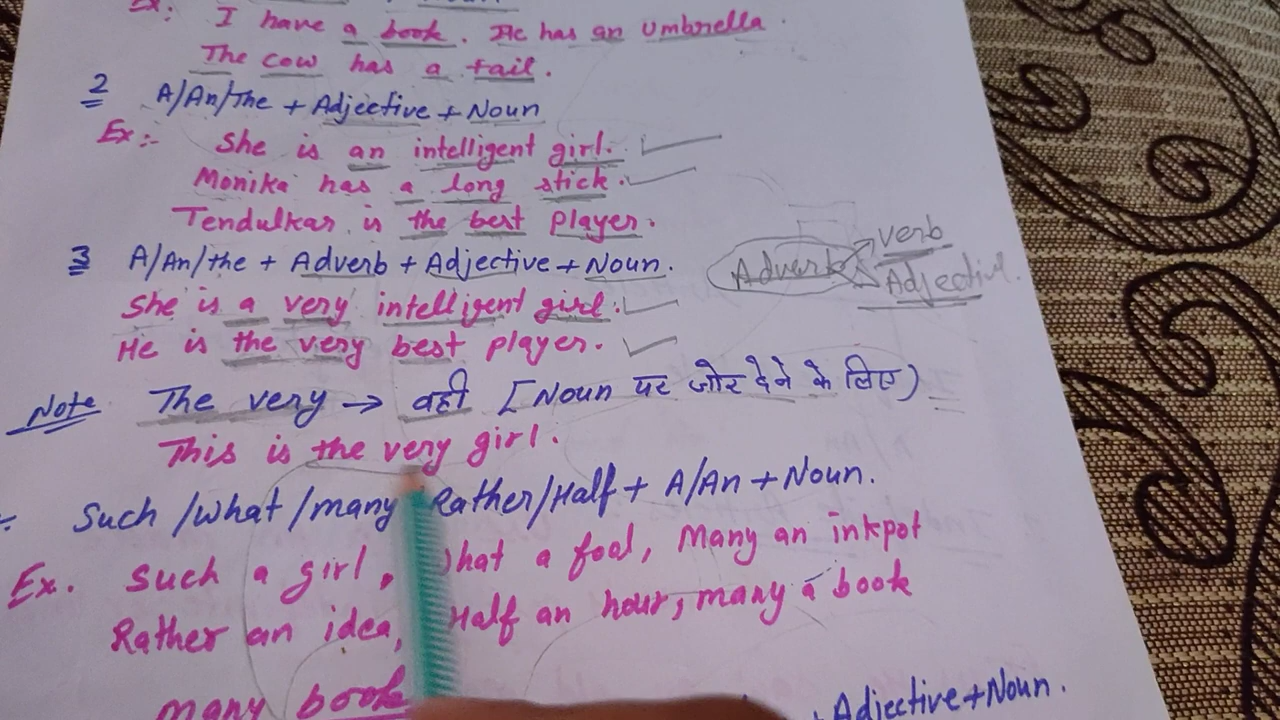 Ex: I have a book. He has an umbrella.
The cow has a tail.
2 A/An/The + Adjective + Noun
Ex:- She is an intelligent girl.
Monika has a long stick.
Tendulkar is the best player.
3 A/An/the + Adverb + Adjective + Noun.
Adverb verb
Adjective.
She is a very intelligent girl.
He is the very best player.
Note The very → वही [Noun पर जोर देने के लिए)
This is the very girl.
Such /what /many Rather/Half + A/An + Noun.
Ex. Such a girl, hat a fool, Many an inkpot
Rather an idea, Half an hour, many a book
many book
+ Adjective+Noun.